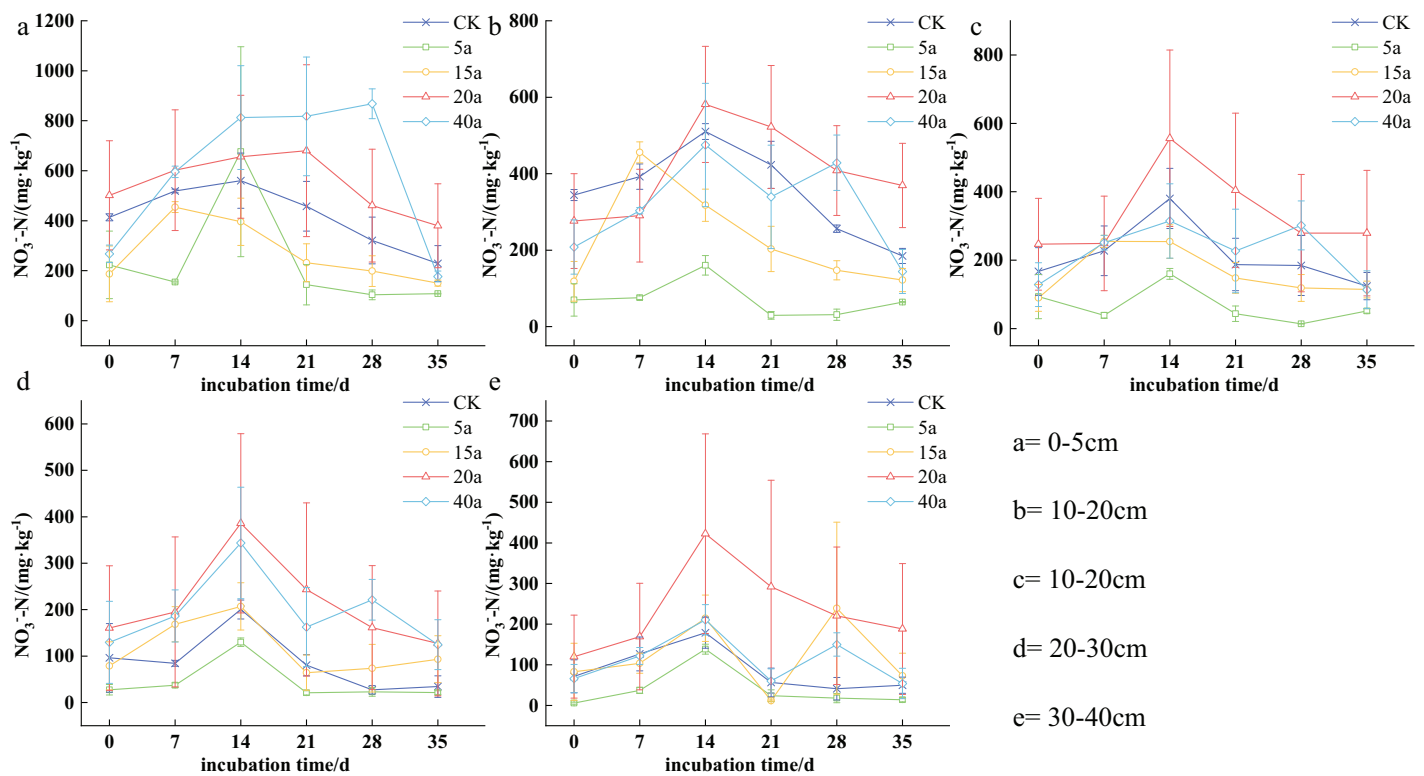 a
1200
1000
800
600
400
200
0
NO₃⁻-N/(mg·kg⁻¹)
0 7 14 21 28 35
incubation time/d
CK
5a
15a
20a
40a
b
800
600
400
200
0
NO₃⁻-N/(mg·kg⁻¹)
0 7 14 21 28 35
incubation time/d
CK
5a
15a
20a
40a
c
800
600
400
200
0
NO₃⁻-N/(mg·kg⁻¹)
0 7 14 21 28 35
incubation time/d
CK
5a
15a
20a
40a
d
600
500
400
300
200
100
0
NO₃⁻-N/(mg·kg⁻¹)
0 7 14 21 28 35
incubation time/d
CK
5a
15a
20a
40a
e
700
600
500
400
300
200
100
0
NO₃⁻-N/(mg·kg⁻¹)
0 7 14 21 28 35
incubation time/d
CK
5a
15a
20a
40a
a= 0-5cm
b= 10-20cm
c= 10-20cm
d= 20-30cm
e= 30-40cm